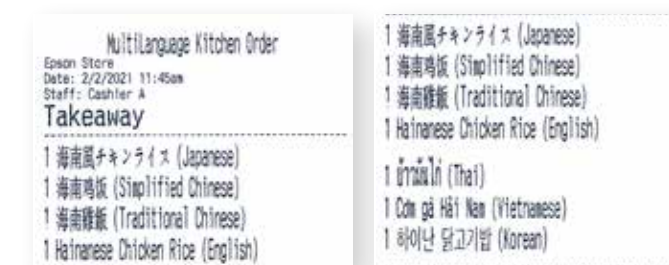 MultiLanguage Kitchen Order
Epson Store
Date: 2/2/2021 11:45am
Staff: Cashier A
Takeaway
1 海南風チキンライス (Japanese)
1 海南鸡饭 (Simplified Chinese)
1 海南雞飯 (Traditional Chinese)
1 Hainanese Chicken Rice (English)
1 海南風チキンライス (Japanese)
1 海南鸡饭 (Simplified Chinese)
1 海南雞飯 (Traditional Chinese)
1 Hainanese Chicken Rice (English)
1 ข้าวมันไก่ (Thai)
1 Cơm gà Hải Nam (Vietnamese)
1 하이난 닭고기밥 (Korean)